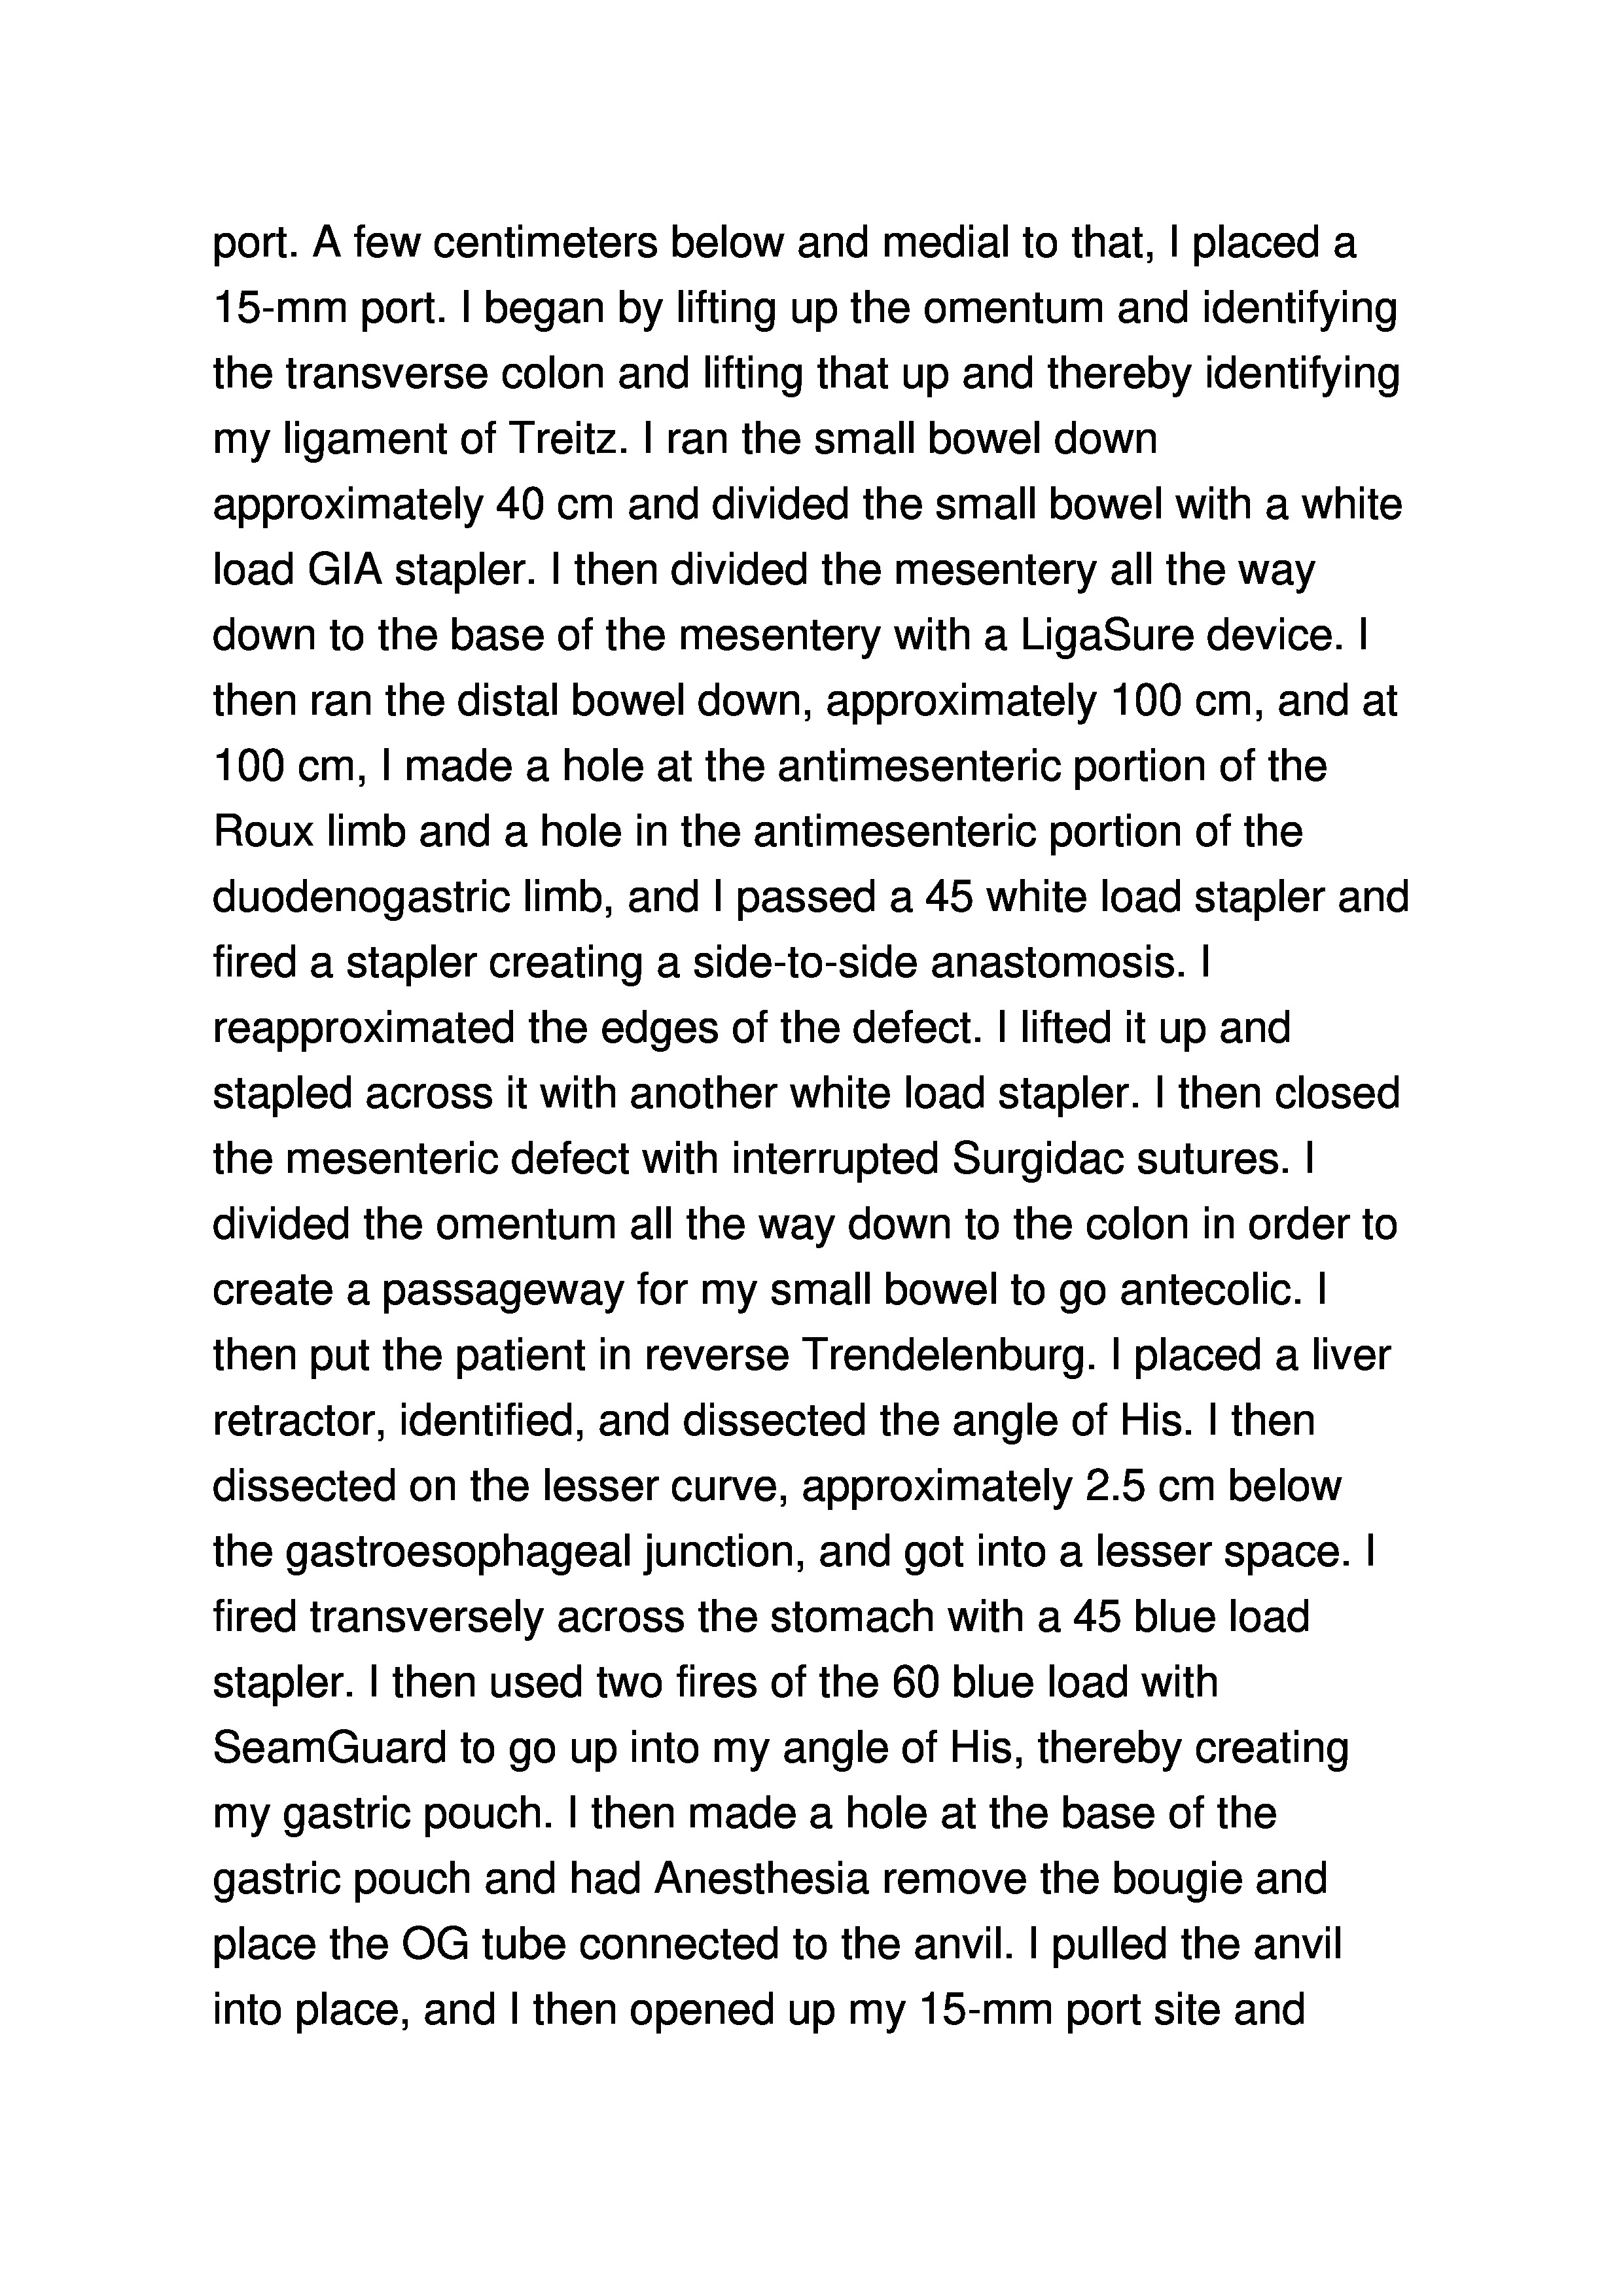 port. A few centimeters below and medial to that, I placed a
15-mm port. I began by lifting up the omentum and identifying
the transverse colon and lifting that up and thereby identifying
my ligament of Treitz. I ran the small bowel down
approximately 40 cm and divided the small bowel with a white
load GIA stapler. I then divided the mesentery all the way
down to the base of the mesentery with a LigaSure device. I
then ran the distal bowel down, approximately 100 cm, and at
100 cm, I made a hole at the antimesenteric portion of the
Roux limb and a hole in the antimesenteric portion of the
duodenogastric limb, and I passed a 45 white load stapler and
fired a stapler creating a side-to-side anastomosis. I
reapproximated the edges of the defect. I lifted it up and
stapled across it with another white load stapler. I then closed
the mesenteric defect with interrupted Surgidac sutures. I
divided the omentum all the way down to the colon in order to
create a passageway for my small bowel to go antecolic. I
then put the patient in reverse Trendelenburg. I placed a liver
retractor, identified, and dissected the angle of His. I then
dissected on the lesser curve, approximately 2.5 cm below
the gastroesophageal junction, and got into a lesser space. I
fired transversely across the stomach with a 45 blue load
stapler. I then used two fires of the 60 blue load with
SeamGuard to go up into my angle of His, thereby creating
my gastric pouch. I then made a hole at the base of the
gastric pouch and had Anesthesia remove the bougie and
place the OG tube connected to the anvil. I pulled the anvil
into place, and I then opened up my 15-mm port site and